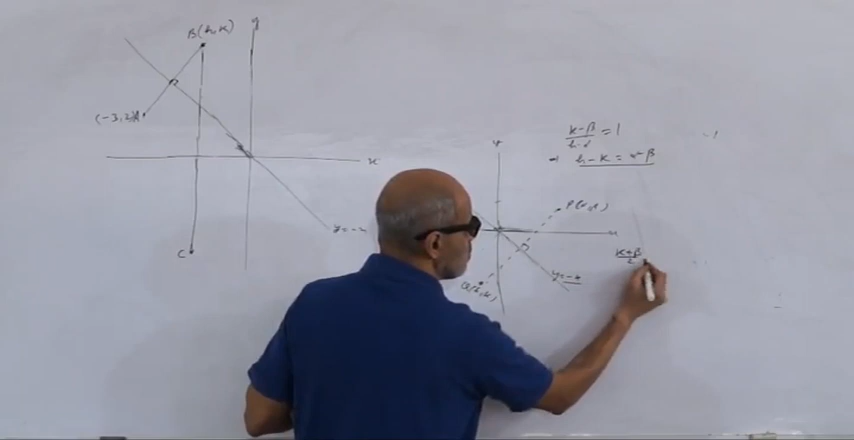 y
B(h,k)
(-3,2)A
x
C
y=-x
y
P(α,β)
x
Q(h,k)
y=-x
k-β/h-α = 1
⇒ h-k = α-β
k+β/2